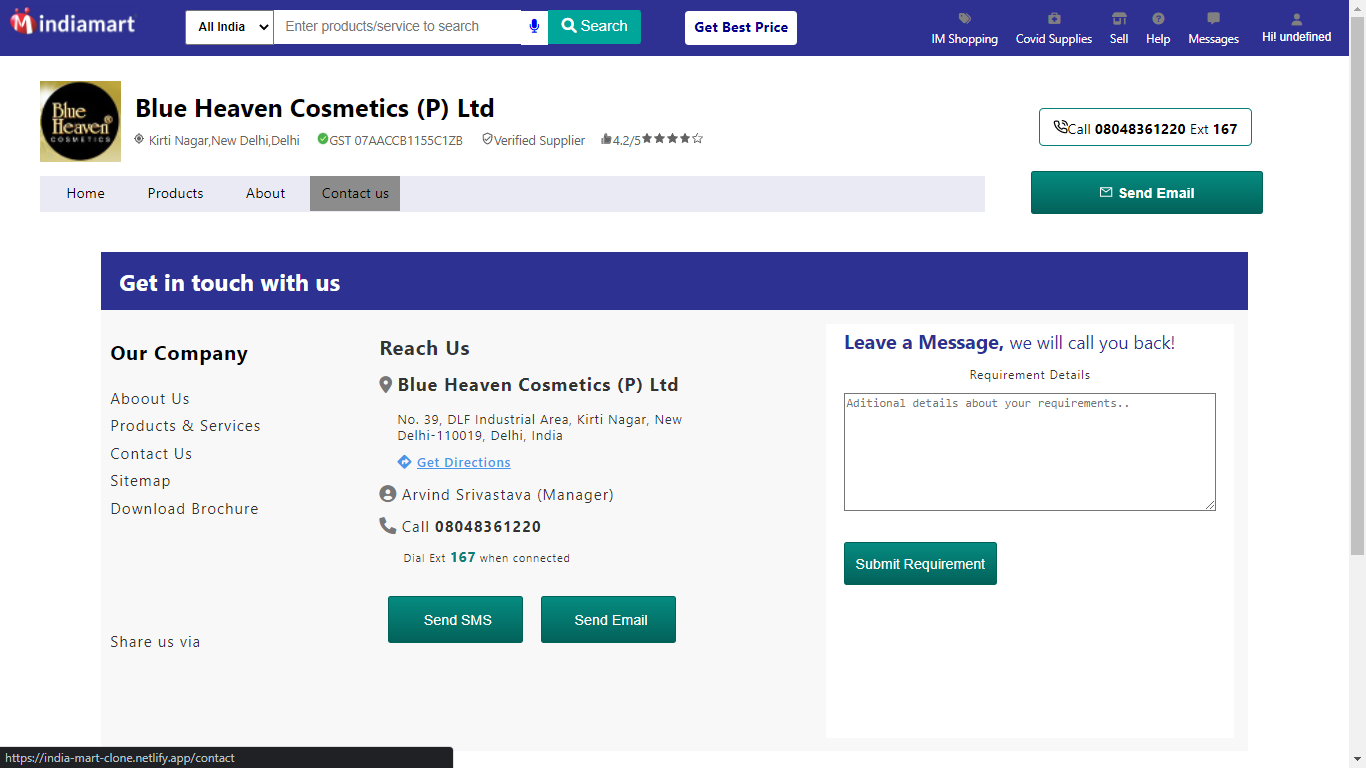 indiamart
All India
Enter products/service to search
Search
Get Best Price
IM Shopping
Covid Supplies
Sell
Help
Messages
Hi! undefined
Blue
Heaven®
COSMETICS
Blue Heaven Cosmetics (P) Ltd
Kirti Nagar,New Delhi,Delhi
GST 07AACCB1155C1ZB
Verified Supplier
4.2/5
Call 08048361220 Ext 167
Home
Products
About
Contact us
Send Email
Get in touch with us
Our Company
Aboout Us
Products & Services
Contact Us
Sitemap
Download Brochure
Share us via
Reach Us
Blue Heaven Cosmetics (P) Ltd
No. 39, DLF Industrial Area, Kirti Nagar, New
Delhi-110019, Delhi, India
Get Directions
Arvind Srivastava (Manager)
Call 08048361220
Dial Ext 167 when connected
Send SMS
Send Email
Leave a Message, we will call you back!
Requirement Details
Aditional details about your requirements..
Submit Requirement
https://india-mart-clone.netlify.app/contact